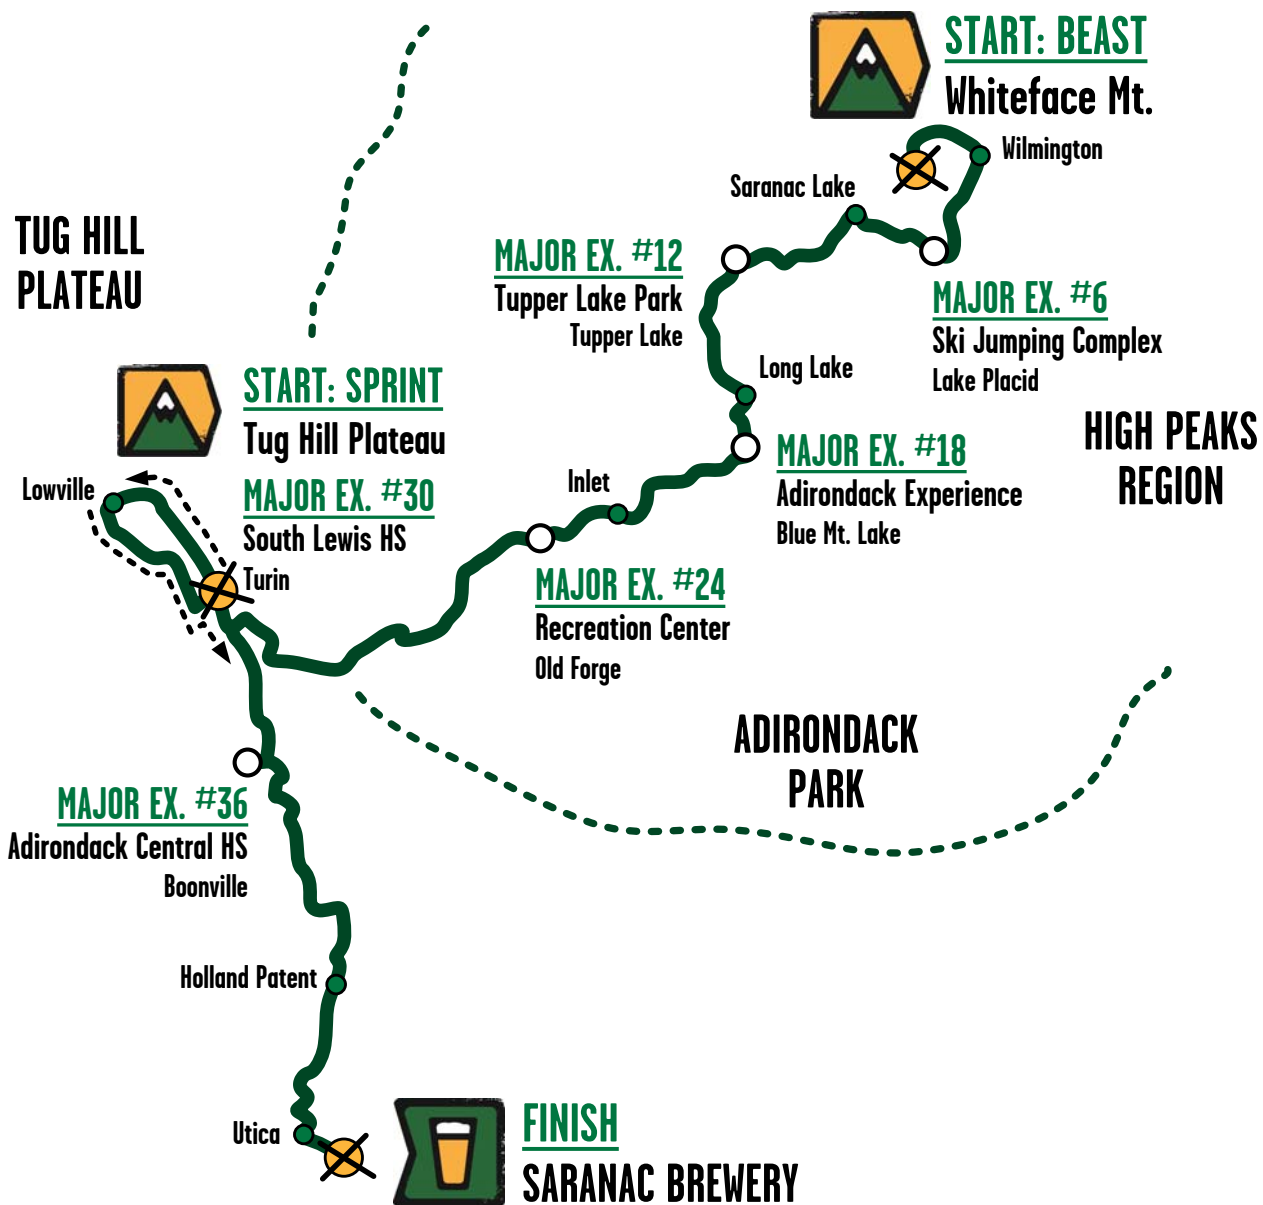 START: BEAST
Whiteface Mt.
Wilmington
Saranac Lake
TUG HILL
PLATEAU
MAJOR EX. #12
Tupper Lake Park
Tupper Lake
MAJOR EX. #6
Ski Jumping Complex
Lake Placid
Long Lake
START: SPRINT
Tug Hill Plateau
HIGH PEAKS
REGION
MAJOR EX. #18
Adirondack Experience
Blue Mt. Lake
Lowville
MAJOR EX. #30
South Lewis HS
Turin
Inlet
MAJOR EX. #24
Recreation Center
Old Forge
ADIRONDACK
PARK
MAJOR EX. #36
Adirondack Central HS
Boonville
Holland Patent
Utica
FINISH
SARANAC BREWERY